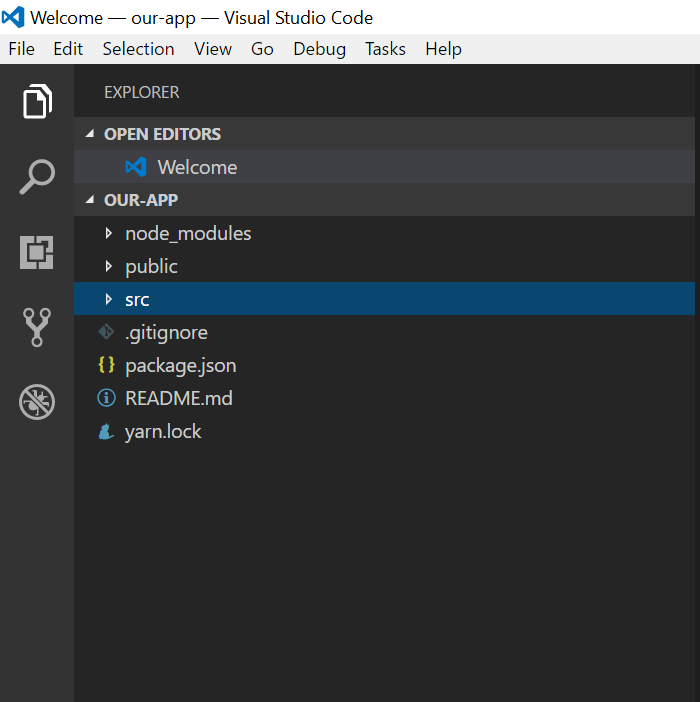 Welcome — our-app — Visual Studio Code
File Edit Selection View Go Debug Tasks Help
EXPLORER
OPEN EDITORS
Welcome
OUR-APP
node_modules
public
src
.gitignore
package.json
README.md
yarn.lock